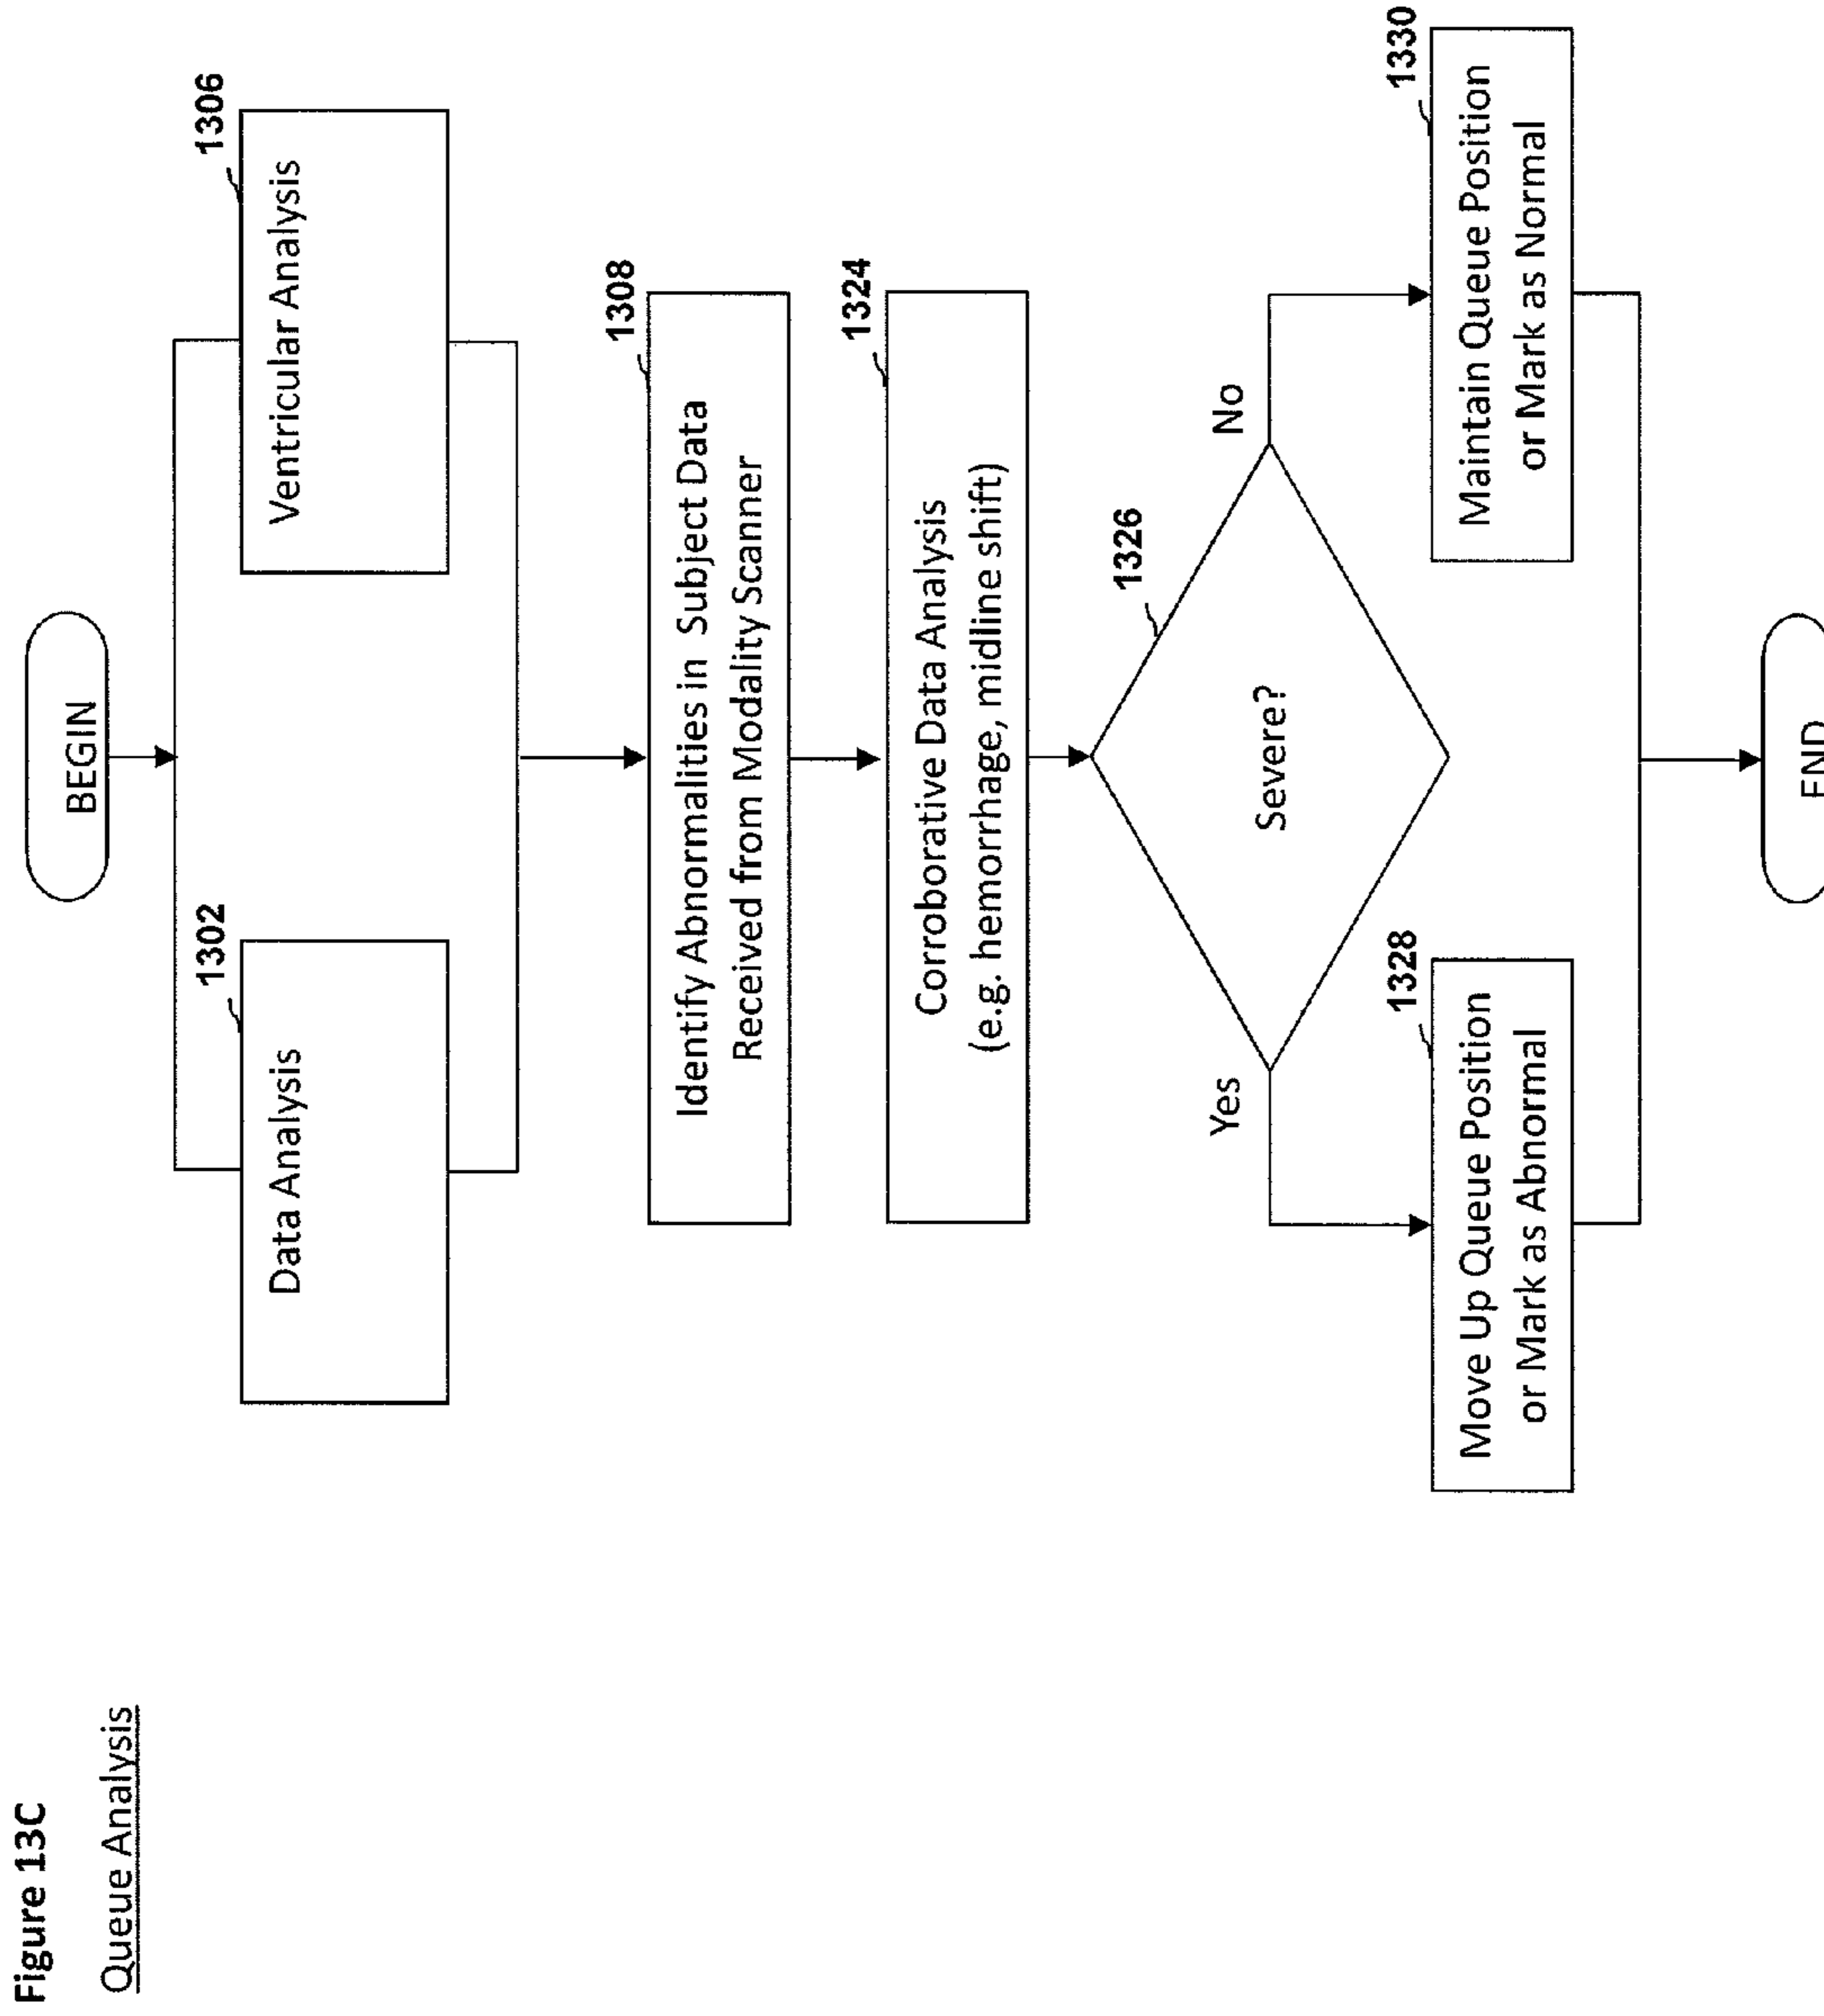 Figure 13C
Queue Analysis
BEGIN
1302
Data Analysis
1306
Ventricular Analysis
1308
Identify Abnormalities in Subject Data
Received from Modality Scanner
1324
Corroborative Data Analysis
(e.g. hemorrhage, midline shift)
1326
Severe?
Yes
No
1328
Move Up Queue Position
or Mark as Abnormal
1330
Maintain Queue Position
or Mark as Normal
END